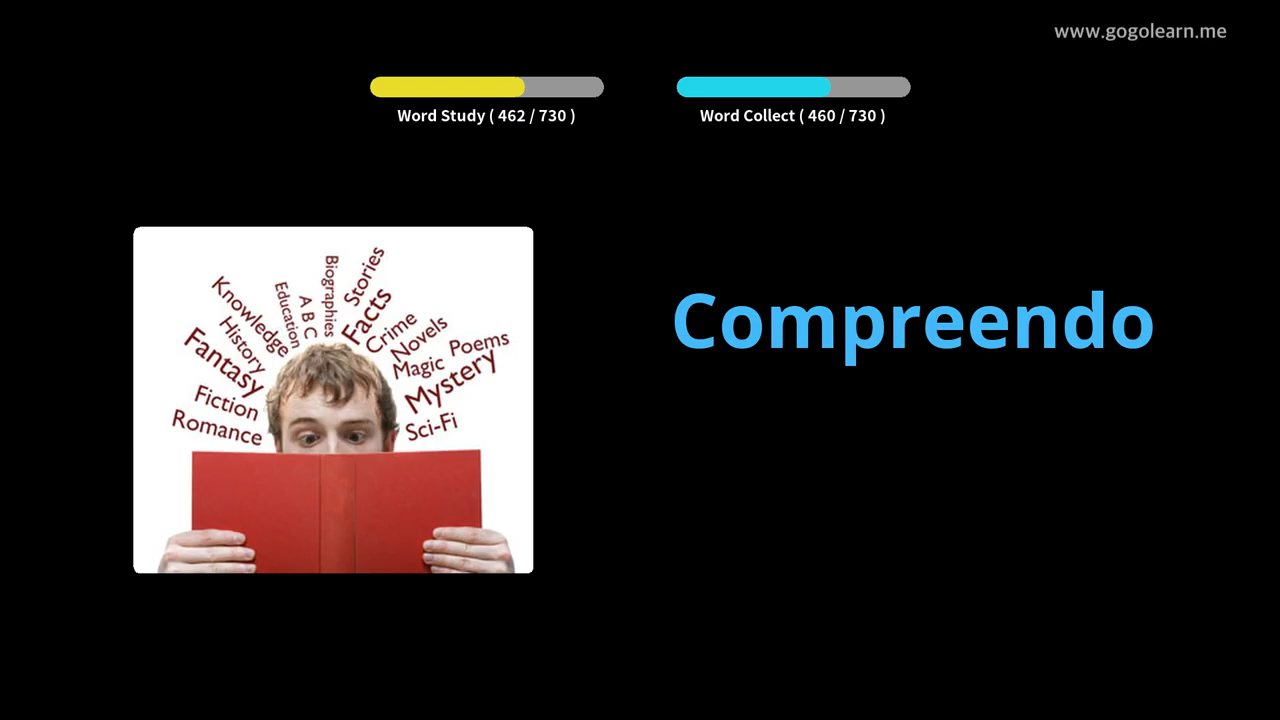 www.gogolearn.me
Word Study ( 462 / 730 )
Word Collect ( 460 / 730 )
Compreendo
Biographies
Stories
Education
A B C
Facts
Knowledge
Crime
History
Novels
Fantasy
Magic
Poems
Mystery
Fiction
Romance
Sci-Fi